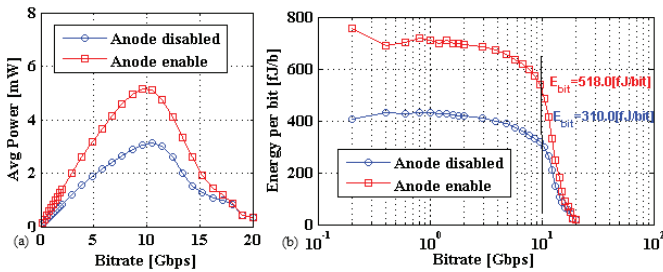 8
6
4
2
0
Avg Power [mW]
Anode disabled
Anode enable
(a)
0
5
10
15
20
Bitrate [Gbps]
800
600
400
200
0
Energy per bit [fJ/b]
E_bit=518.0[fJ/bit]
E_bit=310.0[fJ/bit]
Anode disabled
Anode enable
(b)
10^-1
10^0
10^1
10^2
Bitrate [Gbps]